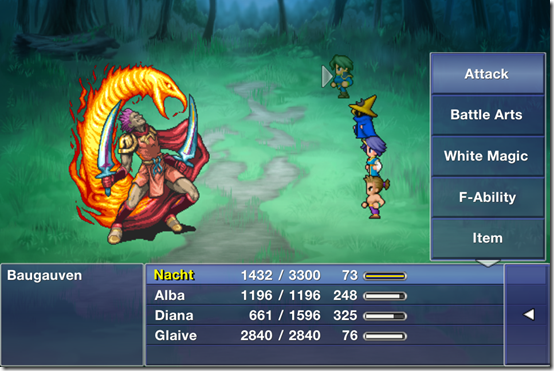 Attack
Battle Arts
White Magic
F-Ability
Item
Baugauven
Nacht 1432 / 3300 73
Alba 1196 / 1196 248
Diana 661 / 1596 325
Glaive 2840 / 2840 76